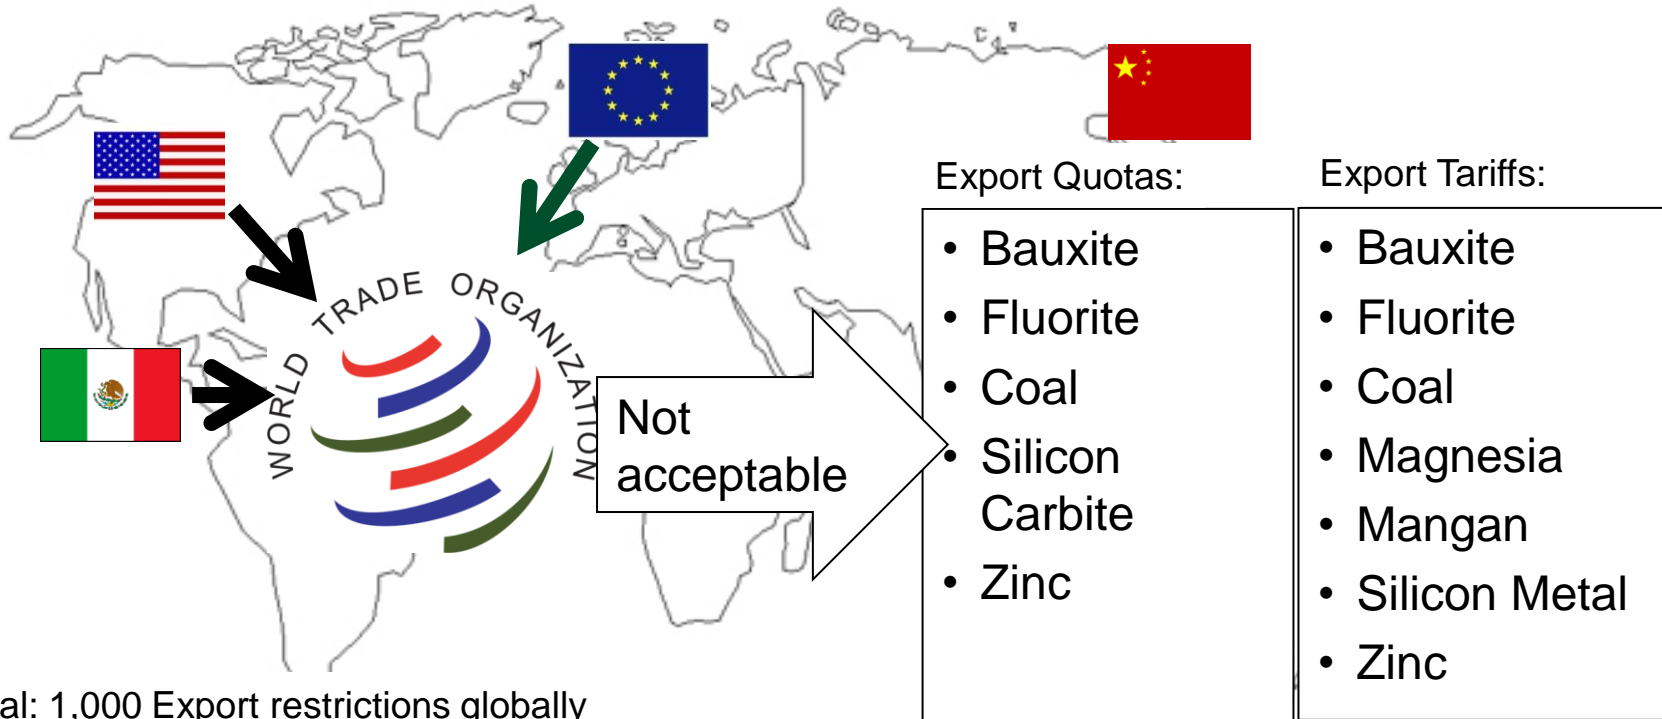 WORLD TRADE ORGANIZATION
Not
acceptable
Export Quotas:
• Bauxite
• Fluorite
• Coal
• Silicon
Carbite
• Zinc
Export Tariffs:
• Bauxite
• Fluorite
• Coal
• Magnesia
• Mangan
• Silicon Metal
• Zinc
al: 1,000 Export restrictions globally